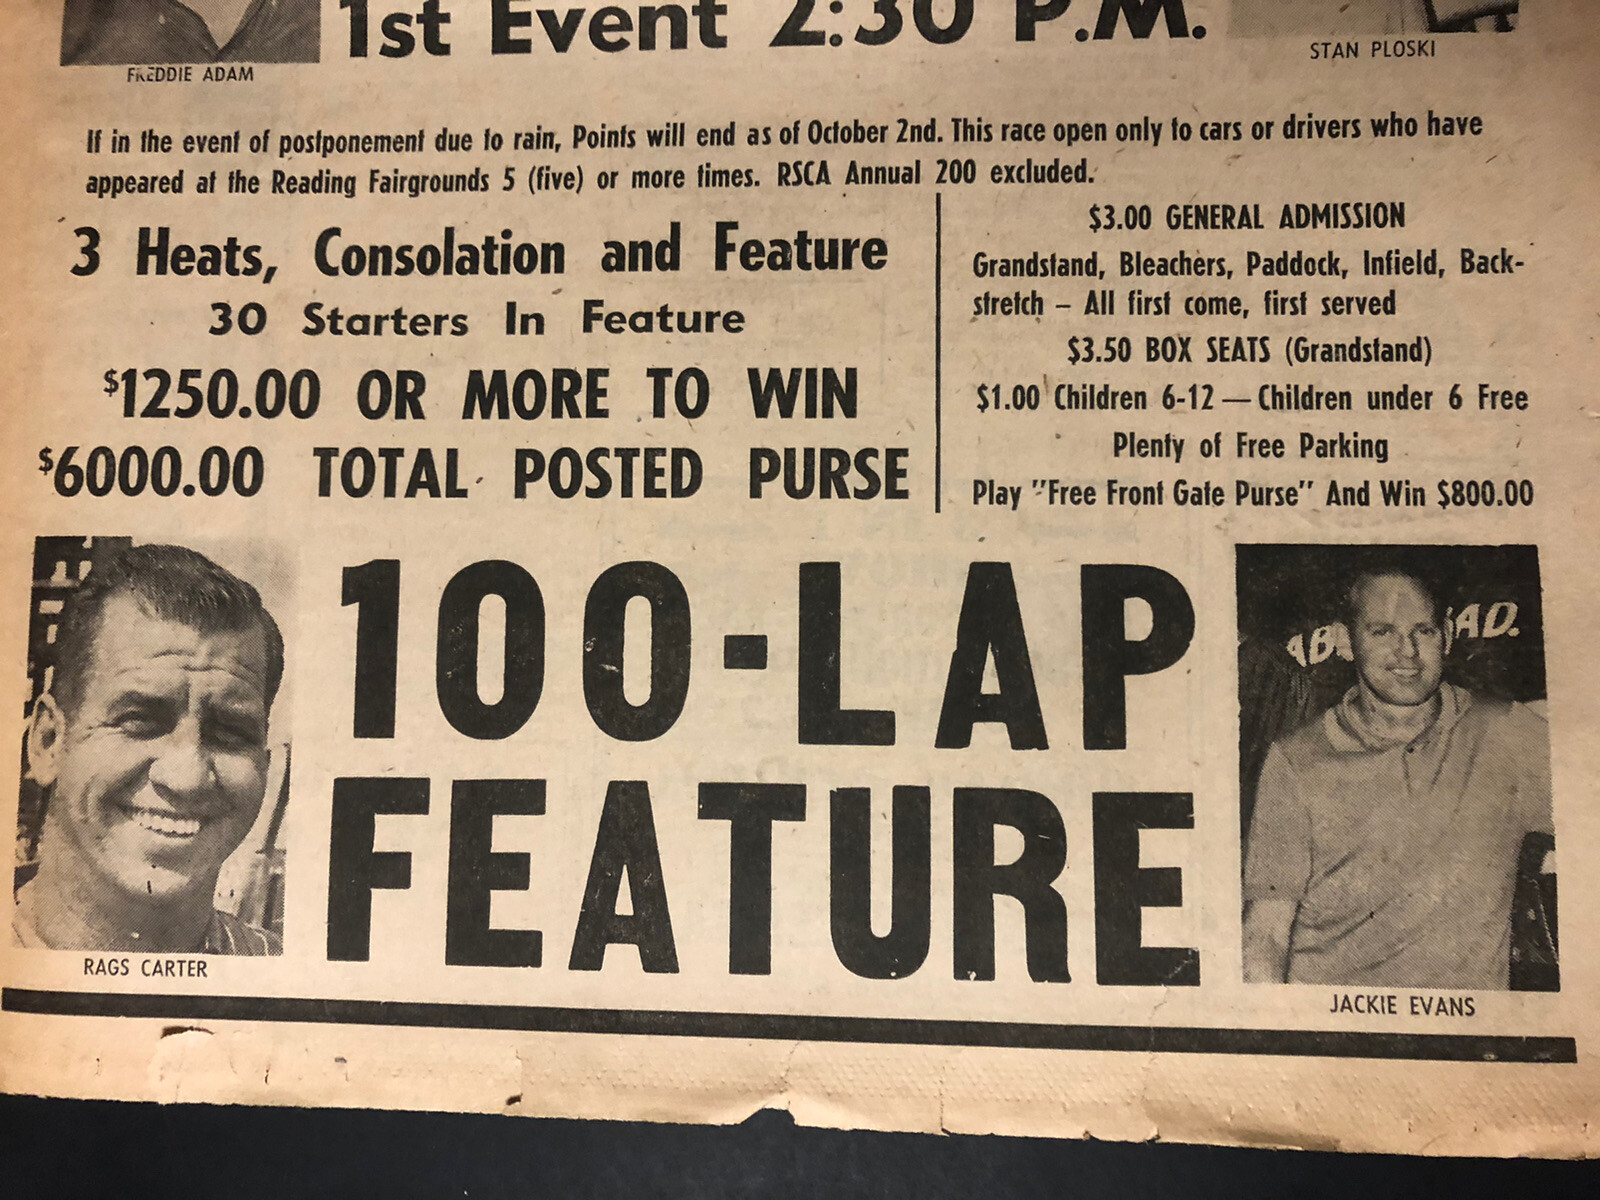 1st Event 2:30 P.M.
FREDDIE ADAM
STAN PLOSKI
If in the event of postponement due to rain, Points will end as of October 2nd. This race open only to cars or drivers who have
appeared at the Reading Fairgrounds 5 (five) or more times. RSCA Annual 200 excluded.
3 Heats, Consolation and Feature
30 Starters In Feature
$1250.00 OR MORE TO WIN
$6000.00 TOTAL POSTED PURSE
$3.00 GENERAL ADMISSION
Grandstand, Bleachers, Paddock, Infield, Back-
stretch – All first come, first served
$3.50 BOX SEATS (Grandstand)
$1.00 Children 6-12 — Children under 6 Free
Plenty of Free Parking
Play "Free Front Gate Purse" And Win $800.00
100-LAP
FEATURE
RAGS CARTER
JACKIE EVANS